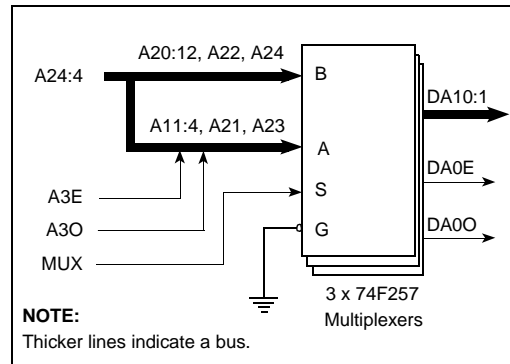 A20:12, A22, A24
A24:4
B
DA10:1
A11:4, A21, A23
A
DA0E
A3E
S
A3O
G
DA0O
MUX
3 x 74F257
Multiplexers
NOTE:
Thicker lines indicate a bus.